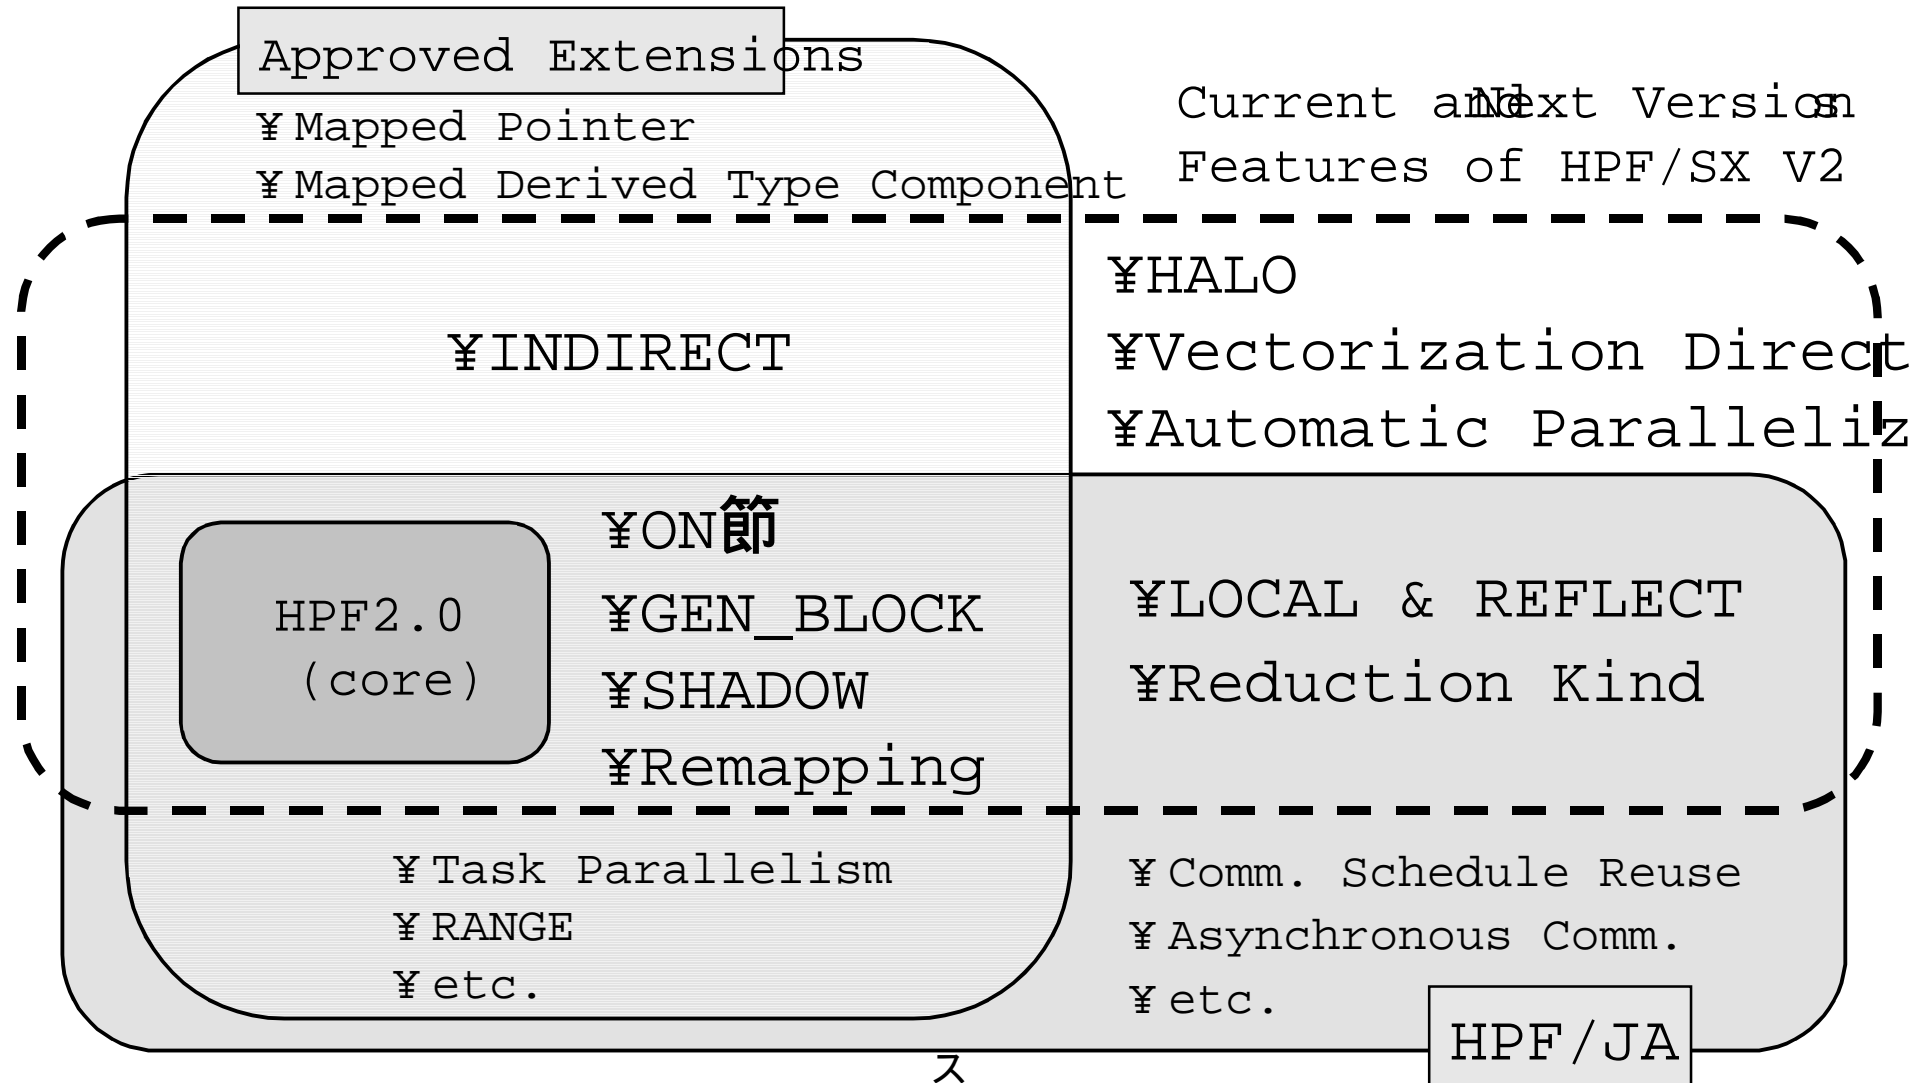 Approved Extensions
¥ Mapped Pointer
¥ Mapped Derived Type Component
Current and Next Versions
Features of HPF/SX V2
¥HALO
¥INDIRECT
¥Vectorization Direct
¥Automatic Paralleliz
¥ON節
¥GEN_BLOCK
¥SHADOW
¥Remapping
HPF2.0
(core)
¥LOCAL & REFLECT
¥Reduction Kind
¥ Task Parallelism
¥ RANGE
¥ etc.
¥ Comm. Schedule Reuse
¥ Asynchronous Comm.
¥ etc.
HPF/JA
ス